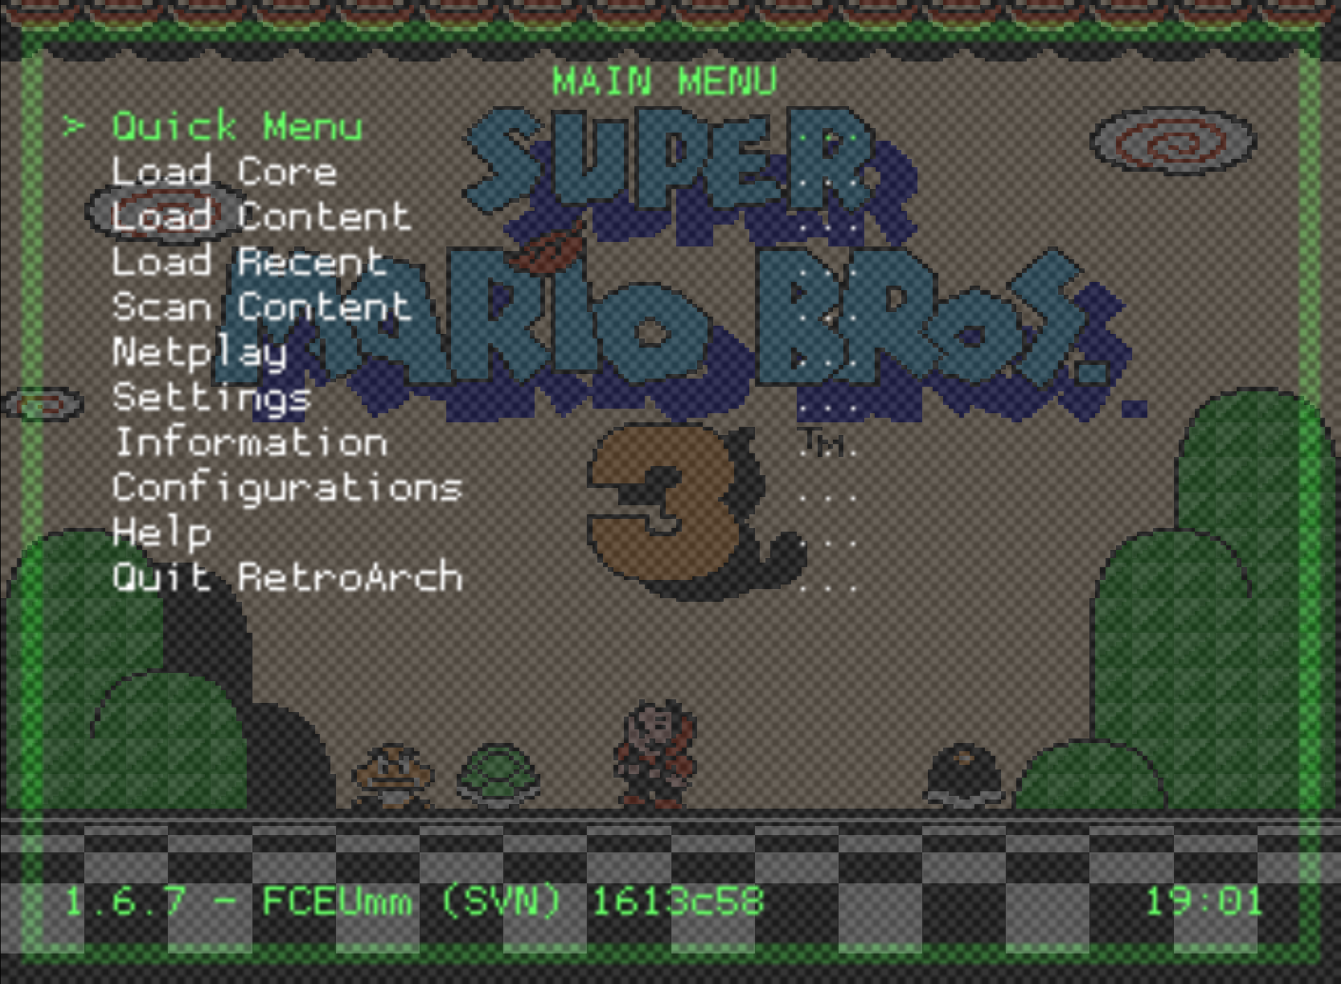 MAIN MENU
> Quick Menu ...
Load Core ...
Load Content ...
Load Recent ...
Scan Content ...
Netplay ...
Settings ...
Information ...
Configurations ...
Help ...
Quit RetroArch ...
SUPER
MARIO BROS.
3
TM
1.6.7 - FCEUmm (SVN) 1613c58 19:01